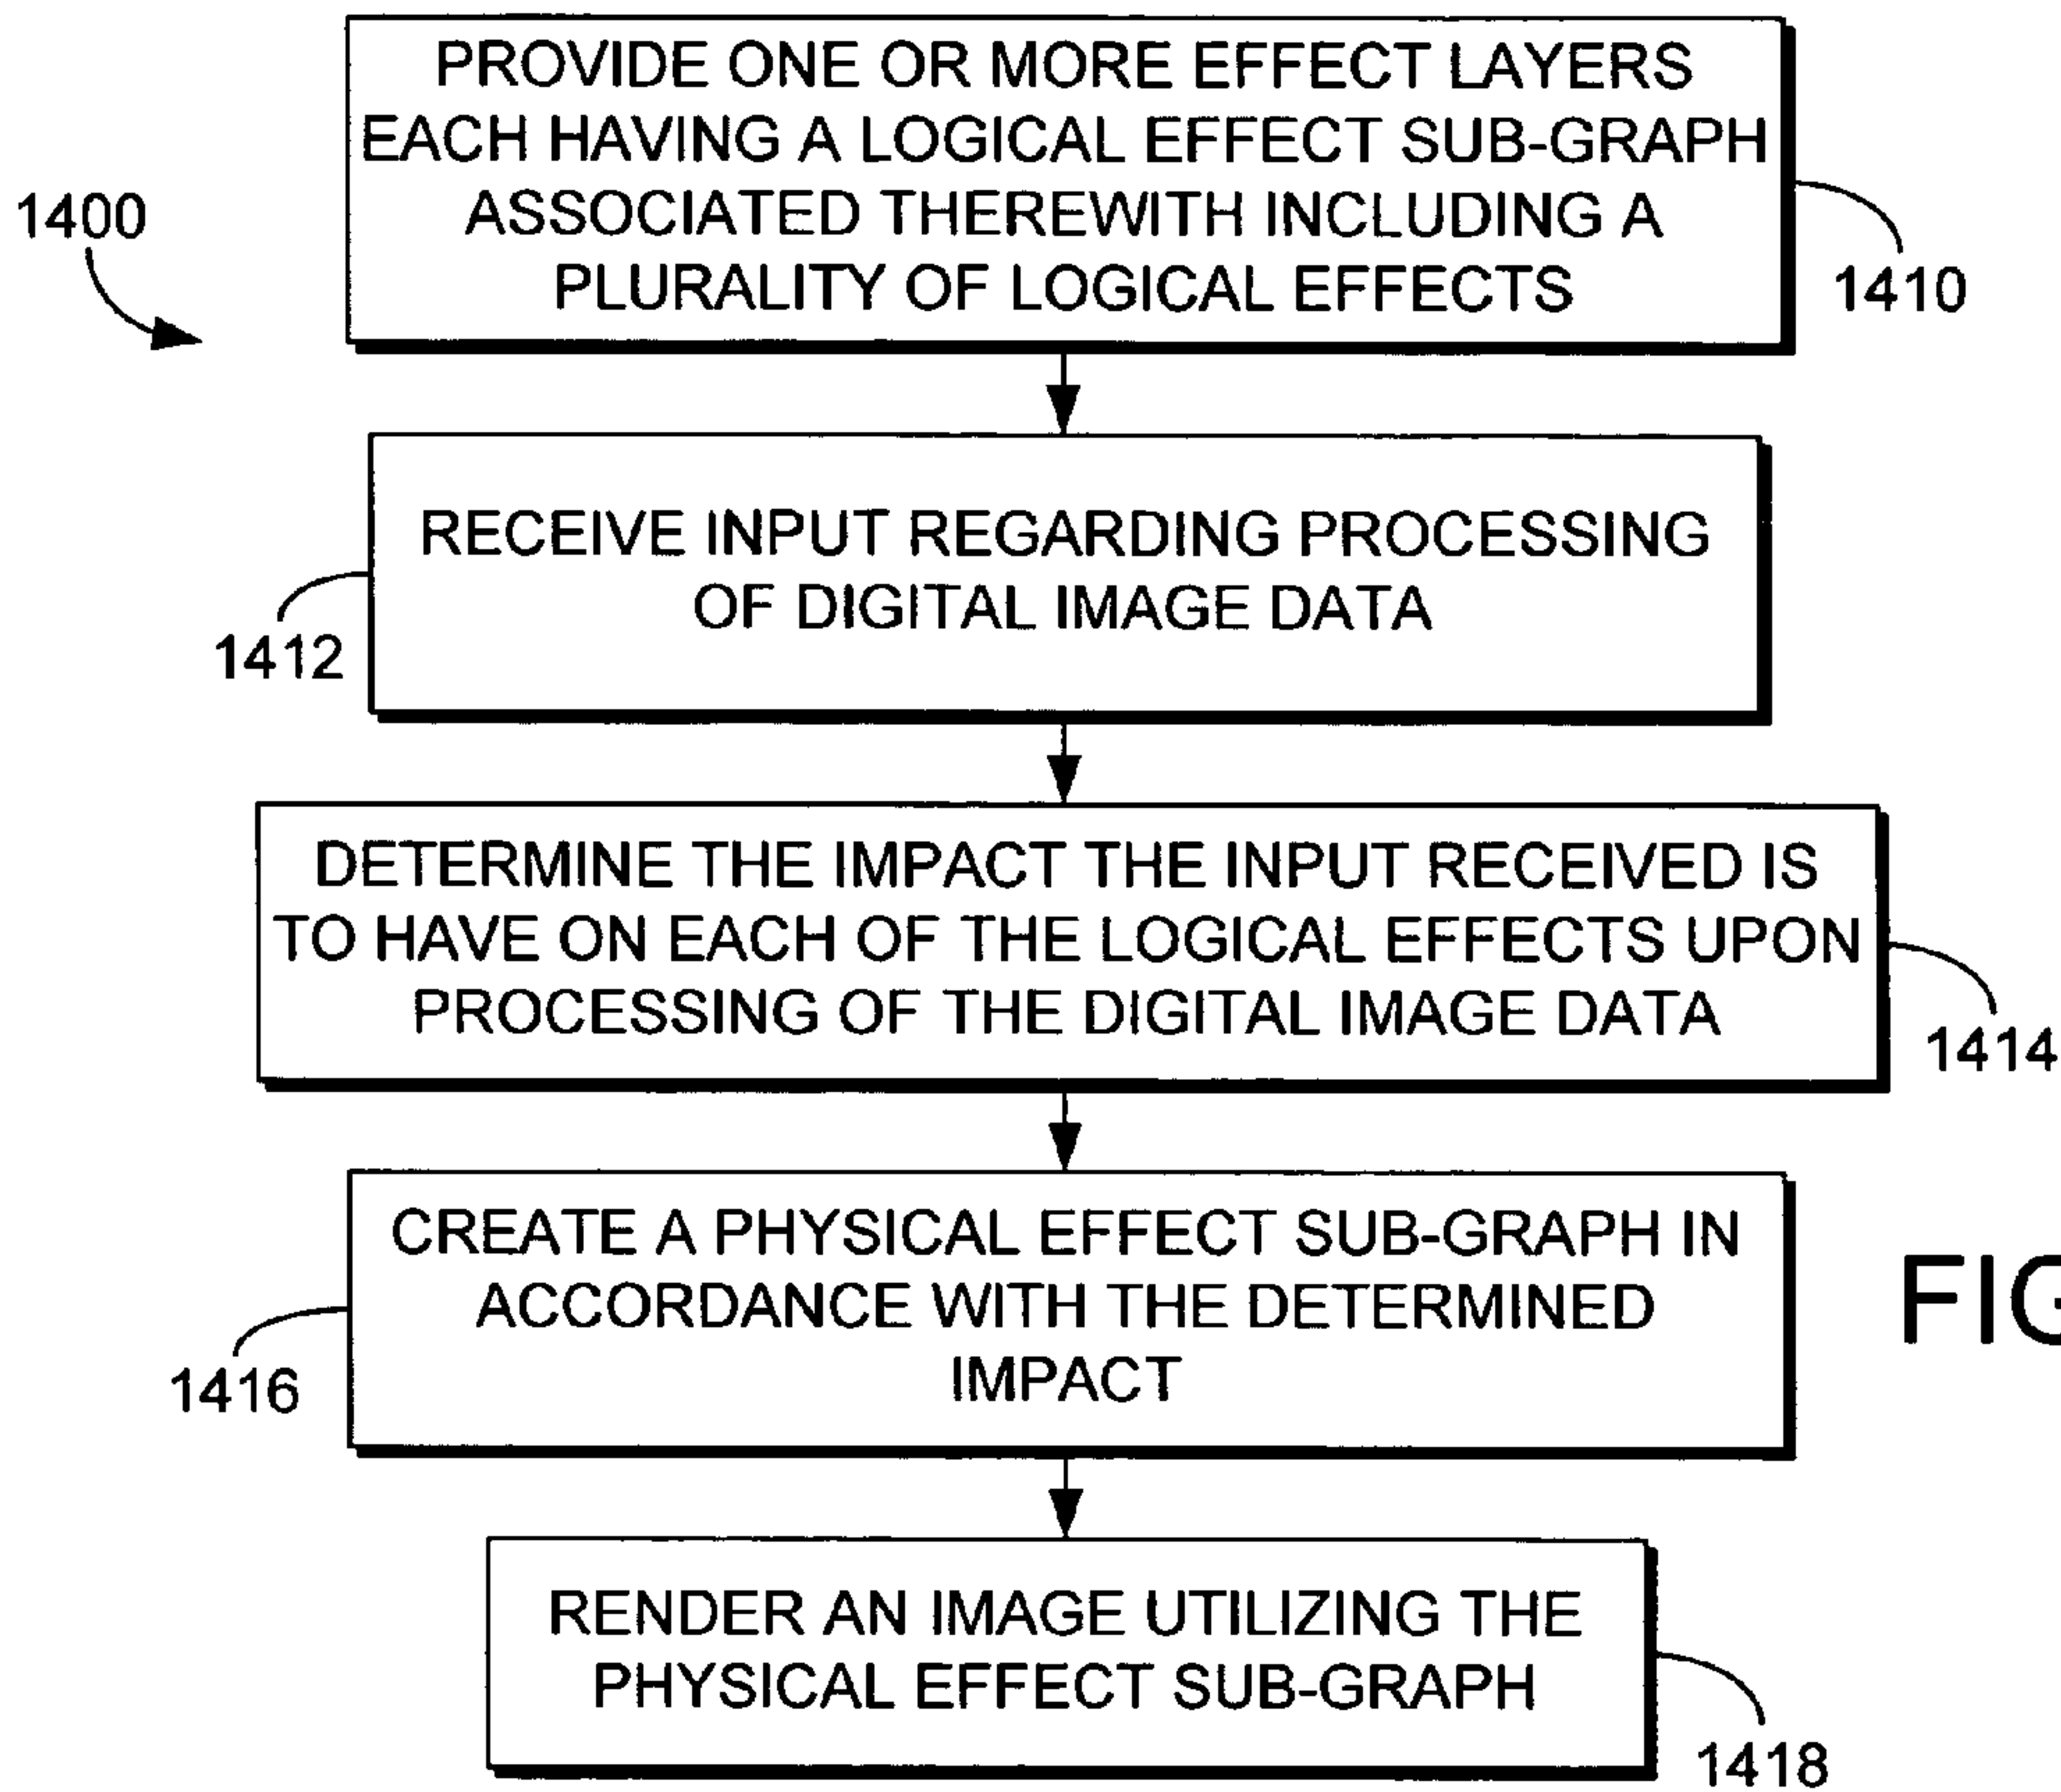 PROVIDE ONE OR MORE EFFECT LAYERS
EACH HAVING A LOGICAL EFFECT SUB-GRAPH
ASSOCIATED THEREWITH INCLUDING A
PLURALITY OF LOGICAL EFFECTS
1400
1410
RECEIVE INPUT REGARDING PROCESSING
OF DIGITAL IMAGE DATA
1412
DETERMINE THE IMPACT THE INPUT RECEIVED IS
TO HAVE ON EACH OF THE LOGICAL EFFECTS UPON
PROCESSING OF THE DIGITAL IMAGE DATA
1414
CREATE A PHYSICAL EFFECT SUB-GRAPH IN
ACCORDANCE WITH THE DETERMINED
IMPACT
1416
FIG
RENDER AN IMAGE UTILIZING THE
PHYSICAL EFFECT SUB-GRAPH
1418